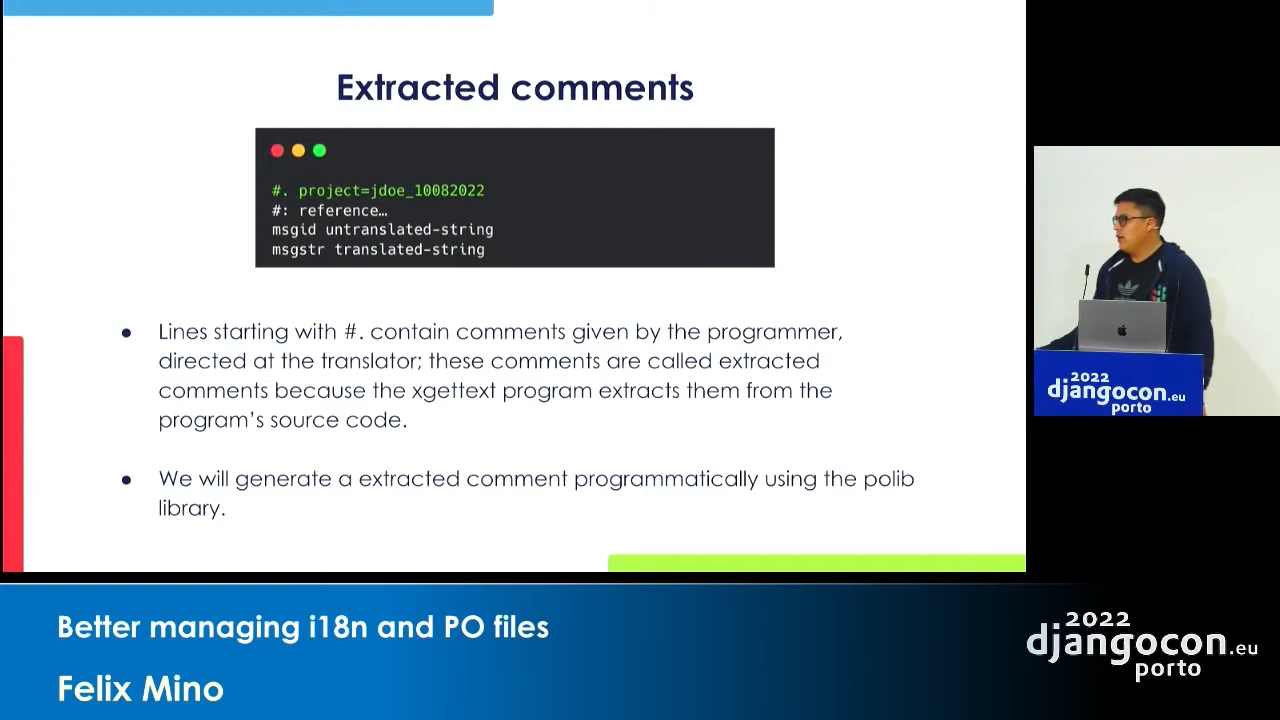 Extracted comments
#. project=jdoe_10082022
#: reference…
msgid untranslated-string
msgstr translated-string
● Lines starting with #. contain comments given by the programmer,
directed at the translator; these comments are called extracted
comments because the xgettext program extracts them from the
program’s source code.
● We will generate a extracted comment programmatically using the polib
library.
2022
djangocon.eu
porto
Better managing i18n and PO files
Felix Mino
2022
djangocon.eu
porto